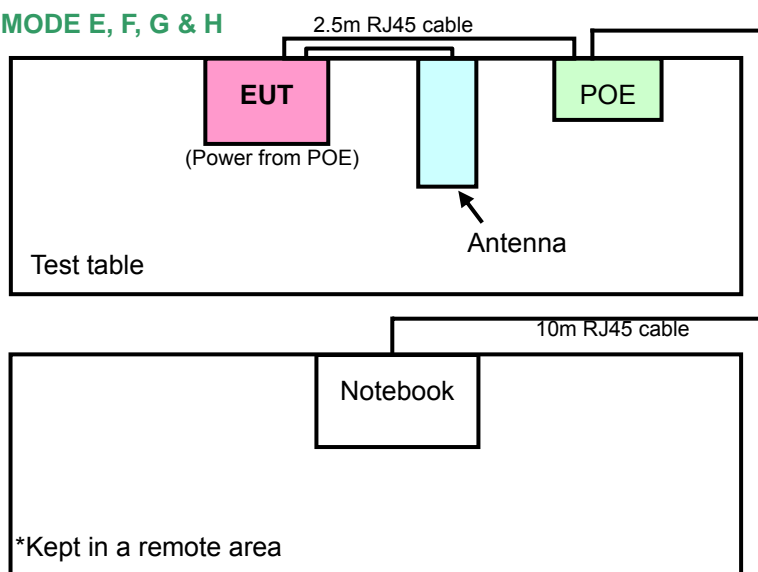 MODE E, F, G & H
2.5m RJ45 cable
EUT
POE
(Power from POE)
Antenna
Test table
10m RJ45 cable
Notebook
*Kept in a remote area